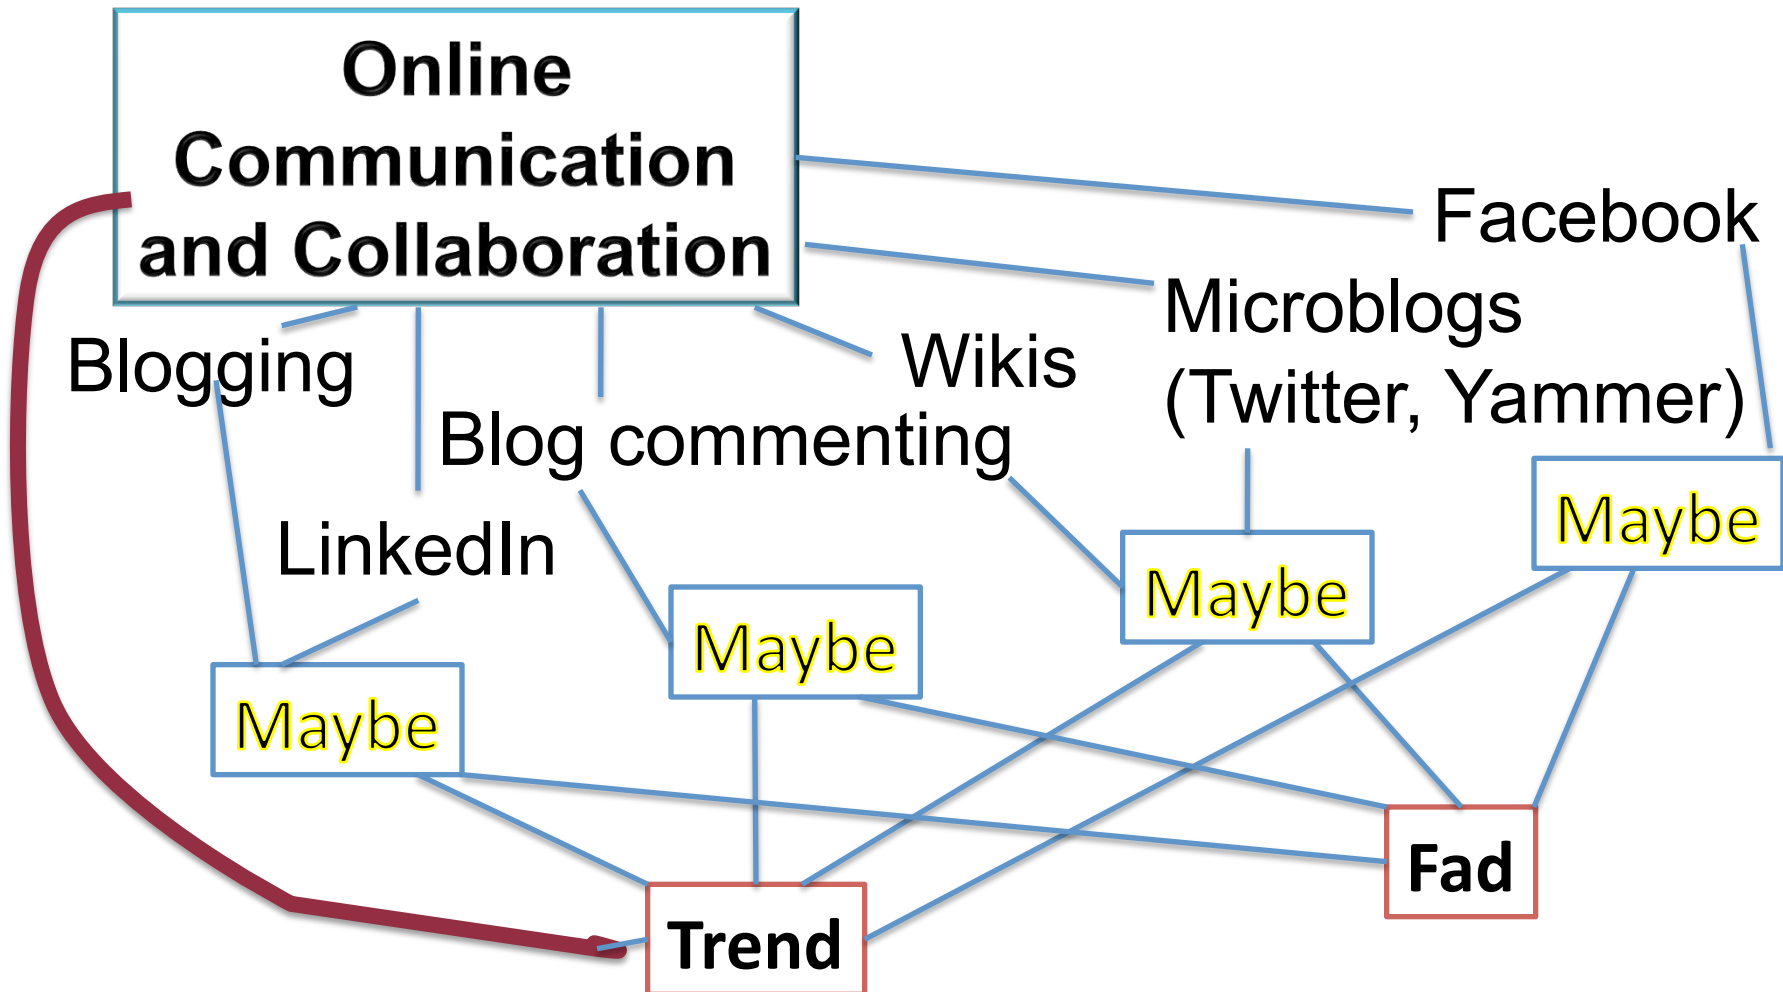 Online
Communication
and Collaboration
Facebook
Microblogs
(Twitter, Yammer)
Wikis
Blogging
Blog commenting
LinkedIn
Maybe
Maybe
Maybe
Maybe
Fad
Trend